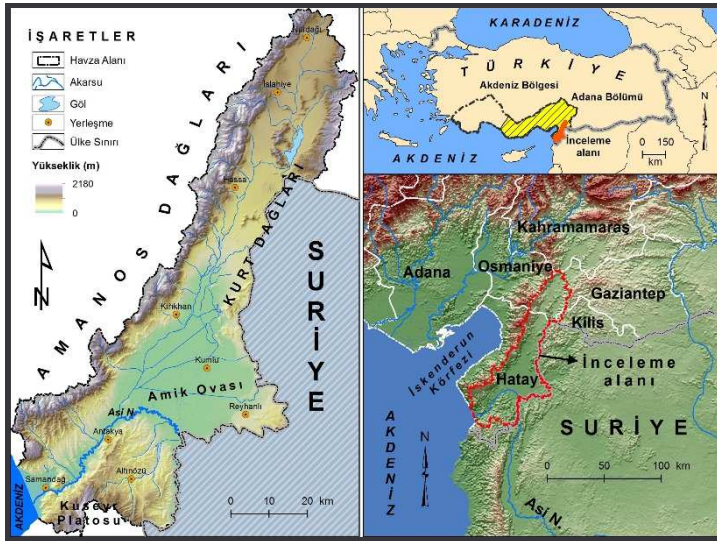 İŞARETLER
Havza Alanı
Akarsu
Göl
Yerleşme
Ülke Sınırı
Yükseklik (m)
2180
0
N
AMANOS DAĞLARI
Nurdağı
İslahiye
Hassa
KURT DAĞLARI
SURİYE
Kırıkhan
Kumlu
Amik Ovası
Reyhanlı
Asi N.
Antakya
Altınözü
Samandağ
AKDENİZ
Kuseyr
Platosu
0 10 20
km
KARADENİZ
TÜRKİYE
Akdeniz Bölgesi
Adana Bölümü
AKDENİZ
İnceleme
alanı
0 150
km
N
Kahramamaraş
Adana
Osmaniye
Gaziantep
Kilis
İskenderun
Körfezi
Hatay
İnceleme
alanı
SURİYE
AKDENİZ
N
0 50 100
km
Asi N.